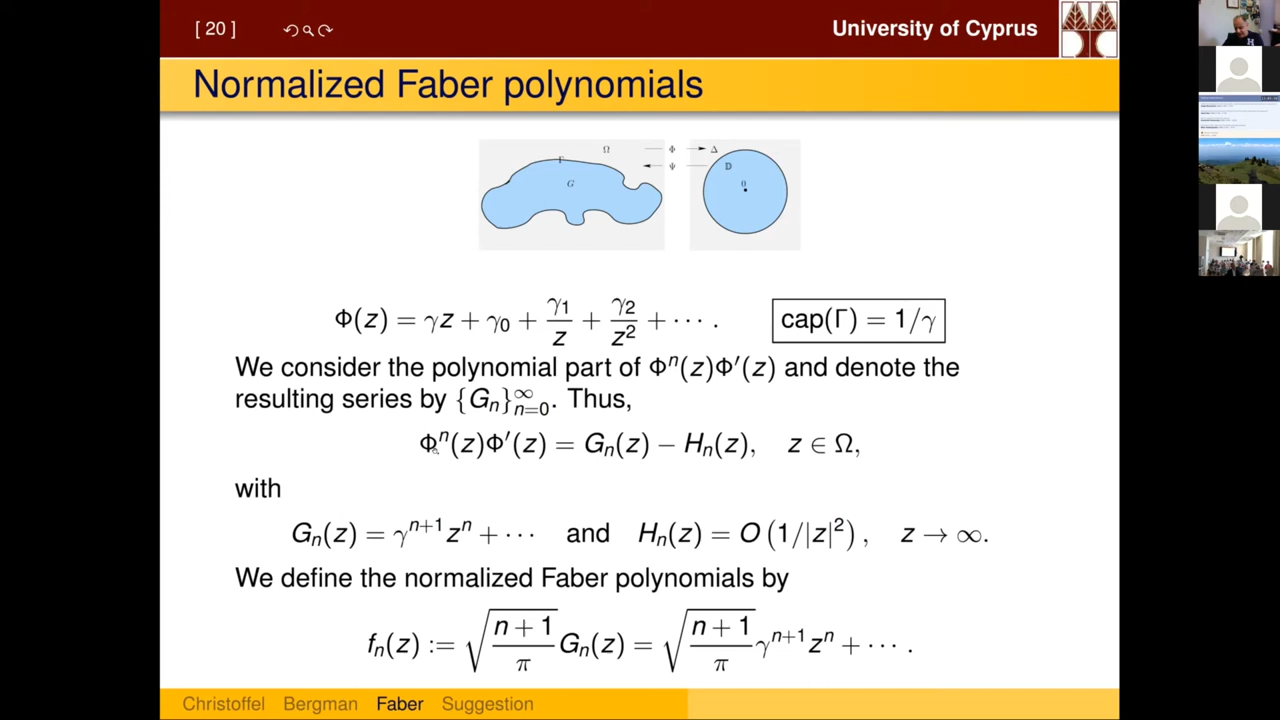 [ 20 ]
University of Cyprus
Normalized Faber polynomials
Ω Φ Δ
Γ Ψ 𝔻
G 0
Φ(z) = γz + γ₀ + γ₁/z + γ₂/z² + ⋯ . cap(Γ) = 1/γ
We consider the polynomial part of Φⁿ(z)Φ′(z) and denote the
resulting series by {Gₙ}ₙ₌₀^∞. Thus,
Φⁿ(z)Φ′(z) = Gₙ(z) − Hₙ(z), z ∈ Ω,
with
Gₙ(z) = γⁿ⁺¹zⁿ + ⋯ and Hₙ(z) = O (1/|z|²) , z → ∞.
We define the normalized Faber polynomials by
fₙ(z) := √((n + 1)/π) Gₙ(z) = √((n + 1)/π) γⁿ⁺¹zⁿ + ⋯ .
Christoffel Bergman Faber Suggestion